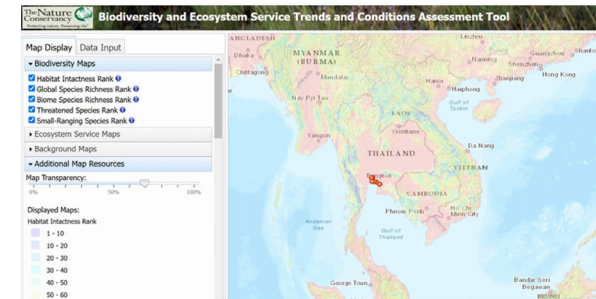 The Nature Conservancy
Protecting nature. Preserving life.
Biodiversity and Ecosystem Service Trends and Conditions Assessment Tool
Map Display
Data Input
Biodiversity Maps
Habitat Intactness Rank
Global Species Richness Rank
Biome Species Richness Rank
Threatened Species Rank
Small-Ranging Species Rank
Ecosystem Service Maps
Background Maps
Additional Map Resources
Map Transparency:
0% 50% 100%
Displayed Maps:
Habitat Intactness Rank
1 - 10
10 - 20
20 - 30
30 - 40
40 - 50
50 - 60
ANGLADESH
Dhaka
Chittagong
MYANMAR
(BURMA)
Mandalay
Nay Pyi Taw
Yangon
Nanning
Guangzhou
Shenzhen
Hong Kong
Zhanjiang
Hanoi
Haiphong
Gulf of
Tonkin
LAOS
Vientiane
THAILAND
Bangkok
Da Nang
VIETNAM
CAMBODIA
Phnom Penh
Ho Chi
Minh City
Andaman
Sea
Gulf of
Thailand
George Town
Bandar Seri
Begawan
BRUNEI